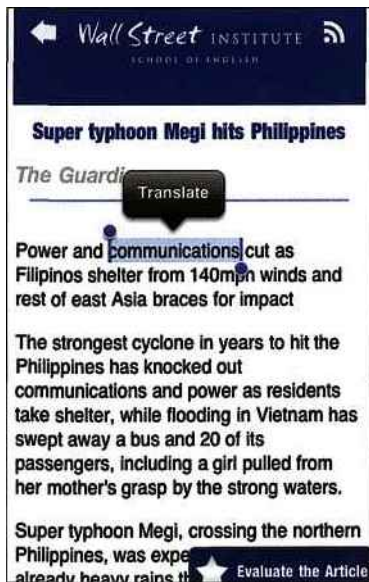 Wall Street INSTITUTE
SCHOOL OF ENGLISH
Super typhoon Megi hits Philippines
The Guardi
Translate
Power and communications cut as
Filipinos shelter from 140mph winds and
rest of east Asia braces for impact
The strongest cyclone in years to hit the
Philippines has knocked out
communications and power as residents
take shelter, while flooding in Vietnam has
swept away a bus and 20 of its
passengers, including a girl pulled from
her mother's grasp by the strong waters.
Super typhoon Megi, crossing the northern
Philippines, was expe
already heavy rains th
Evaluate the Article